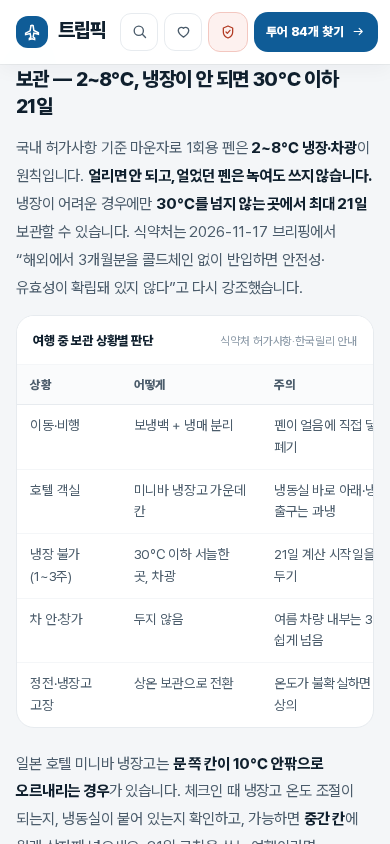 트립픽
투어 84개 찾기 →
보관 — 2~8°C, 냉장이 안 되면 30°C 이하
21일
국내 허가사항 기준 마운자로 1회용 펜은 2~8°C 냉장·차광이
원칙입니다. 얼리면 안 되고, 얼었던 펜은 녹여도 쓰지 않습니다.
냉장이 어려운 경우에만 30°C를 넘지 않는 곳에서 최대 21일
보관할 수 있습니다. 식약처는 2026-11-17 브리핑에서
“해외에서 3개월분을 콜드체인 없이 반입하면 안전성·
유효성이 확립돼 있지 않다”고 다시 강조했습니다.
여행 중 보관 상황별 판단 식약처 허가사항·한국릴리 안내
상황 어떻게 주의
이동·비행 보냉백 + 냉매 분리 펜이 얼음에 직접
폐기
호텔 객실 미니바 냉장고 가운데 냉동실 바로 아래·
칸 출구는 과냉
냉장 불가 30°C 이하 서늘한 21일 계산 시작일을
(1~3주) 곳, 차광 두기
차 안·창가 두지 않음 여름 차량 내부는
쉽게 넘음
정전·냉장고 상온 보관으로 전환 온도가 불확실하면
고장 상의
일본 호텔 미니바 냉장고는 문 쪽 칸이 10°C 안팎으로
오르내리는 경우가 있습니다. 체크인 때 냉장고 온도 조절이
되는지, 냉동실이 붙어 있는지 확인하고, 가능하면 중간 칸에